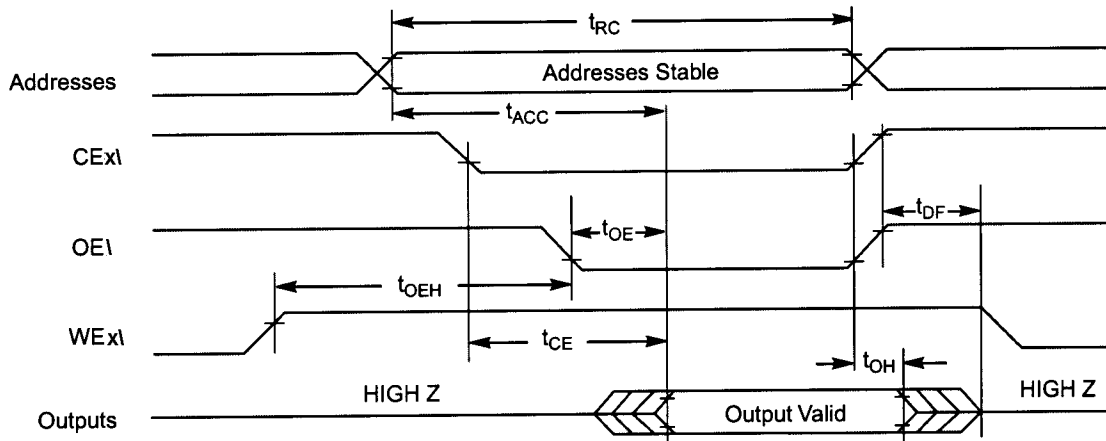 tRC
Addresses
Addresses Stable
tACC
CEx\
tDF
OE\
tOE
tOEH
WEx\
tCE
tOH
HIGH Z
HIGH Z
Outputs
Output Valid